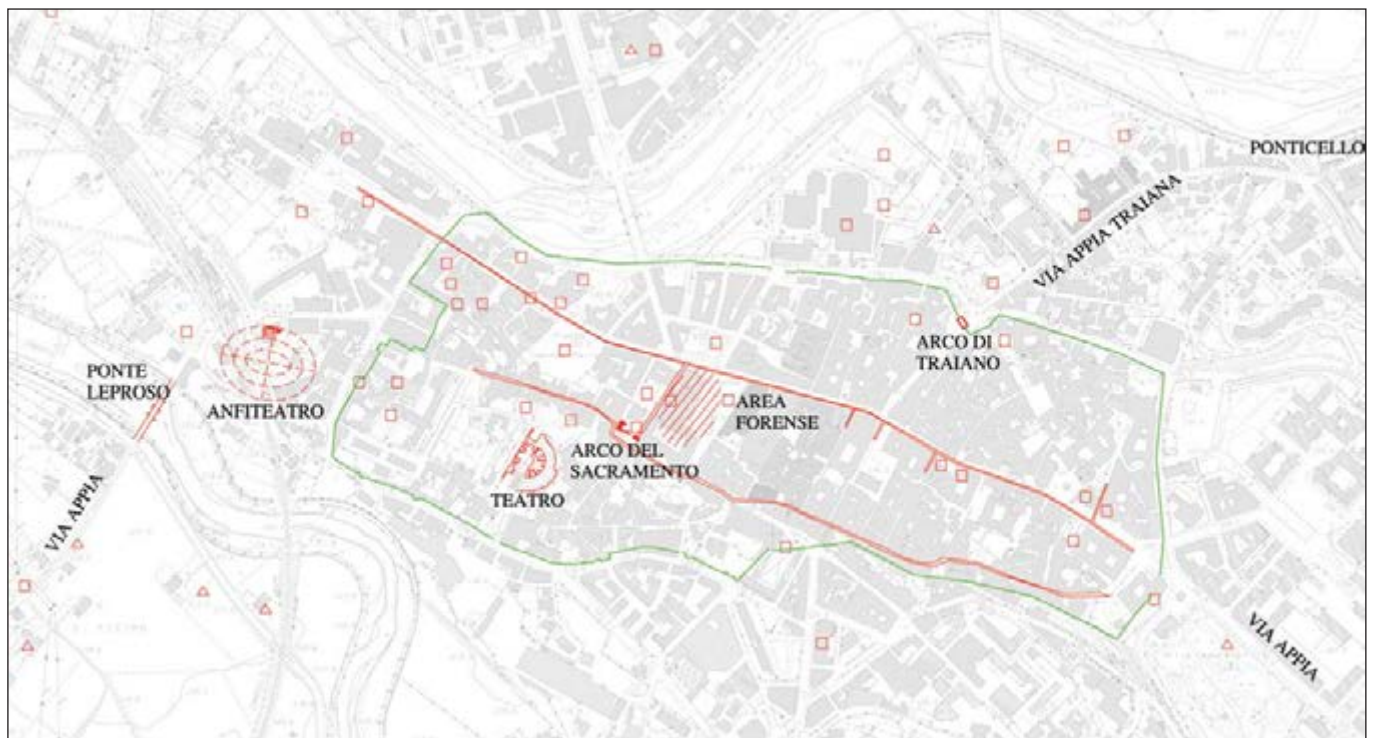 PONTICELLO
VIA APPIA TRAIANA
ARCO DI
TRAIANO
PONTE
LEPROSO
ANFITEATRO
AREA
FORENSE
ARCO DEL
SACRAMENTO
TEATRO
VIA APPIA
VIA APPIA